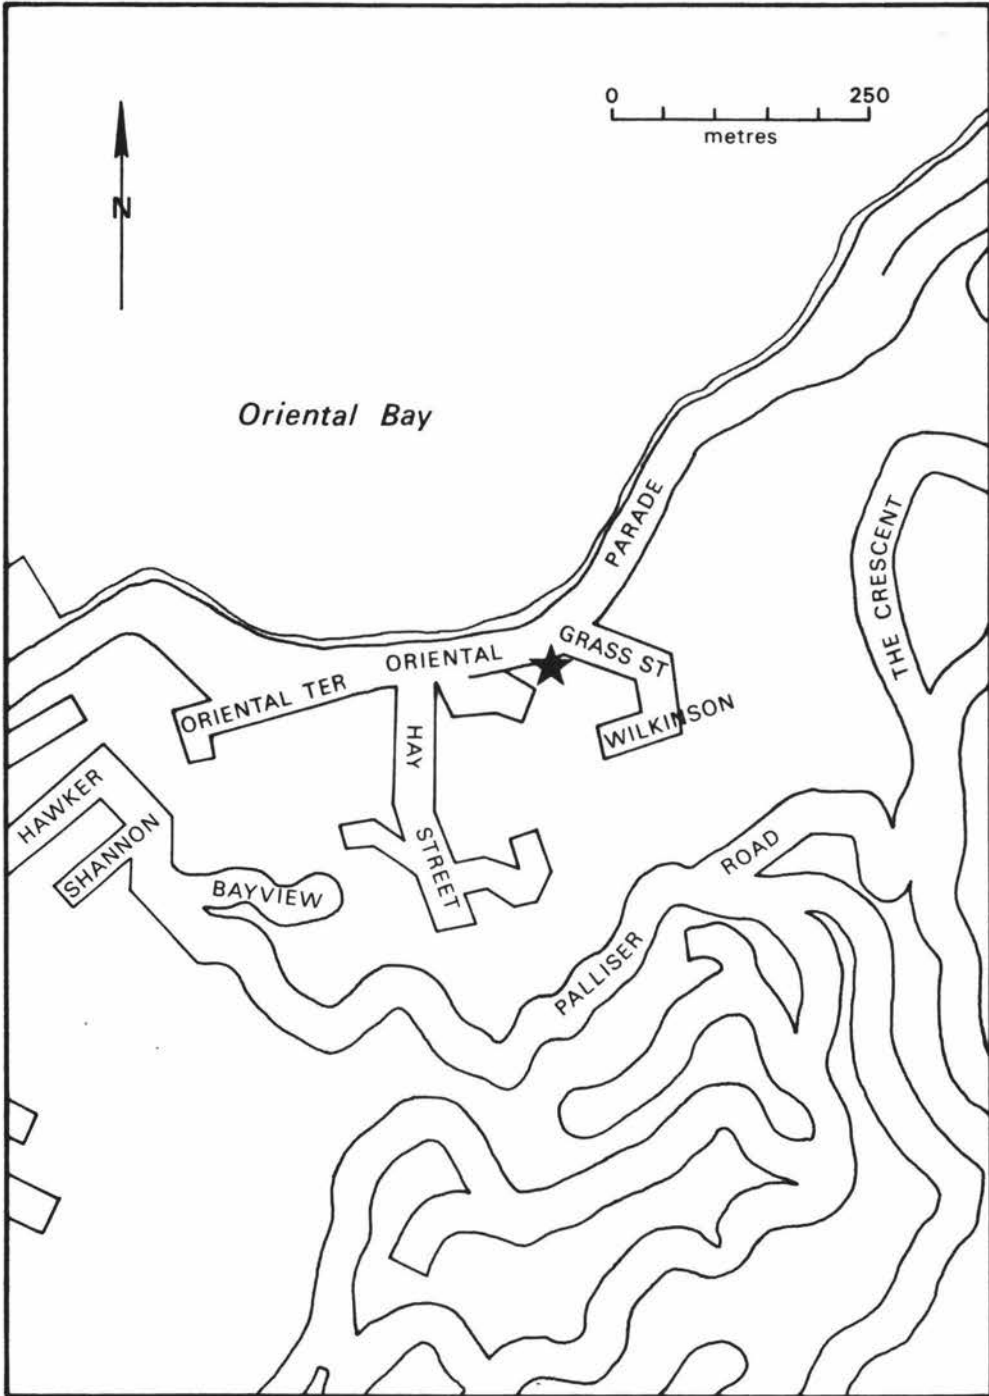 0 250
metres
N
Oriental Bay
PARADE
THE CRESCENT
GRASS ST
ORIENTAL
ORIENTAL TER
WILKINSON
HAY
STREET
HAWKER
SHANNON
BAYVIEW
ROAD
PALLISER